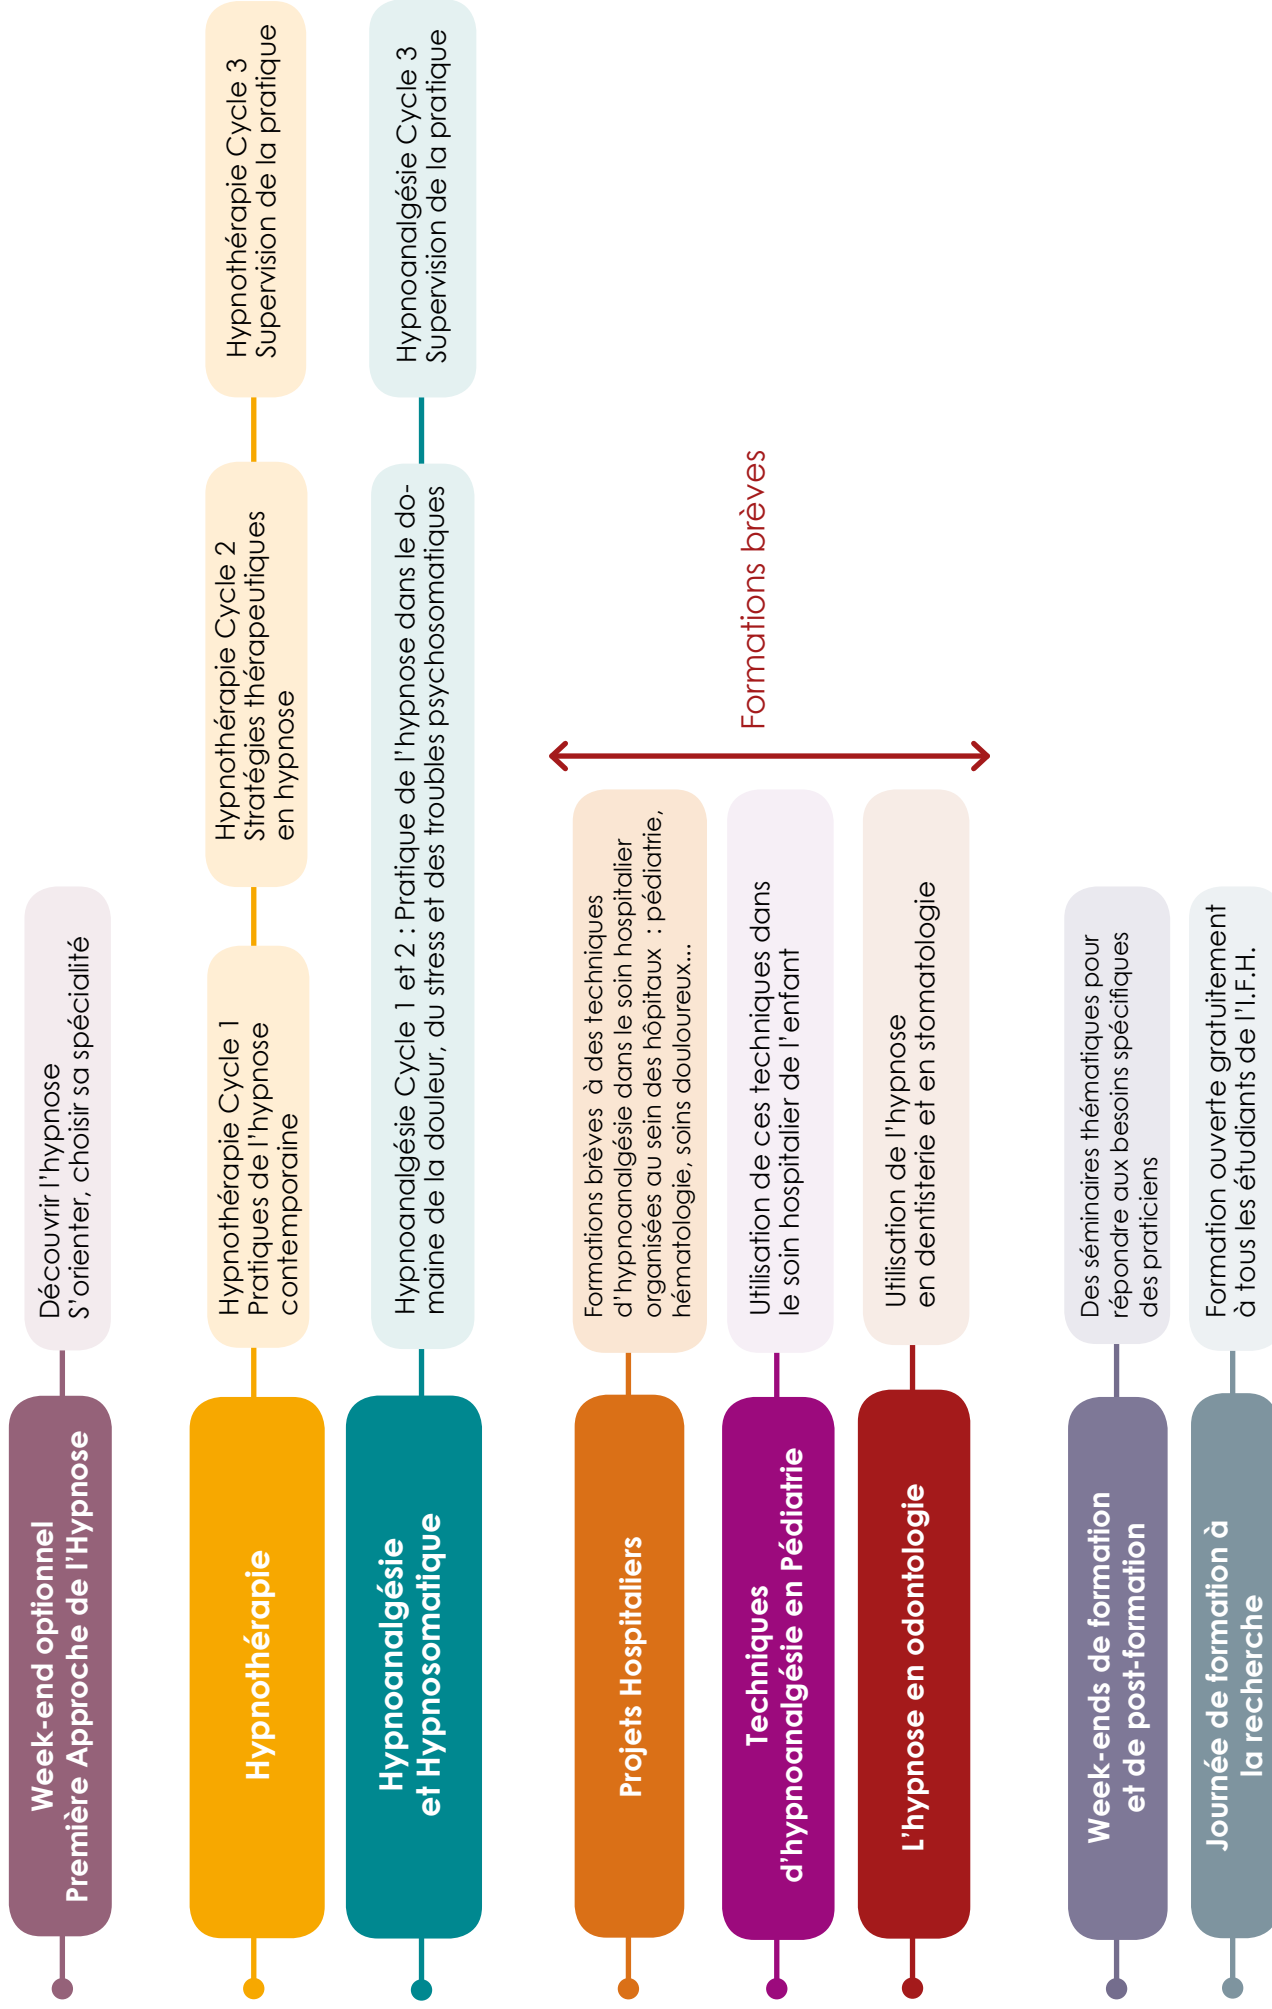 Week-end optionnel
Première Approche de l'Hypnose
Découvrir l'hypnose
S'orienter, choisir sa spécialité
Hypnothérapie
Hypnothérapie Cycle 1
Pratiques de l'hypnose
contemporaine
Hypnothérapie Cycle 2
Stratégies thérapeutiques
en hypnose
Hypnothérapie Cycle 3
Supervision de la pratique
Hypnoanalgésie
et Hypnosomatique
Hypnoanalgésie Cycle 1 et 2 : Pratique de l'hypnose dans le do-
maine de la douleur, du stress et des troubles psychosomatiques
Hypnoanalgésie Cycle 3
Supervision de la pratique
Projets Hospitaliers
Formations brèves à des techniques
d'hypnoanalgésie dans le soin hospitalier
organisées au sein des hôpitaux : pédiatrie,
hématologie, soins douloureux...
Techniques
d'hypnoanalgésie en Pédiatrie
Utilisation de ces techniques dans
le soin hospitalier de l'enfant
L'hypnose en odontologie
Utilisation de l'hypnose
en dentisterie et en stomatologie
Formations brèves
Week-ends de formation
et de post-formation
Des séminaires thématiques pour
répondre aux besoins spécifiques
des praticiens
Journée de formation à
la recherche
Formation ouverte gratuitement
à tous les étudiants de l'I.F.H.